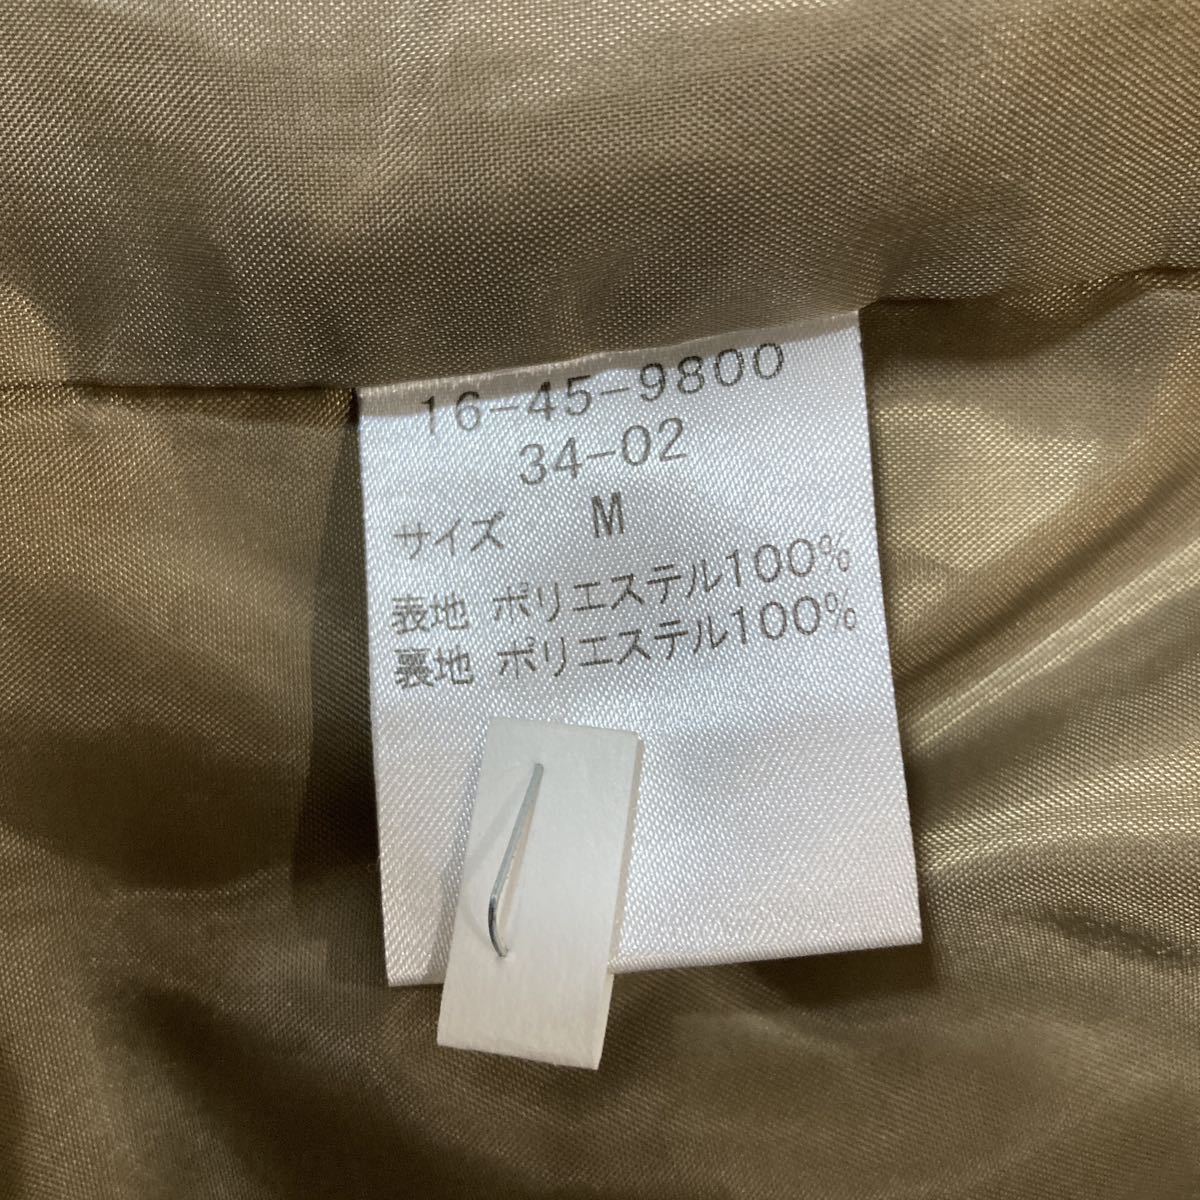 16-45-9800
34-02
サイズ M
表地 ポリエステル100%
裏地 ポリエステル100%